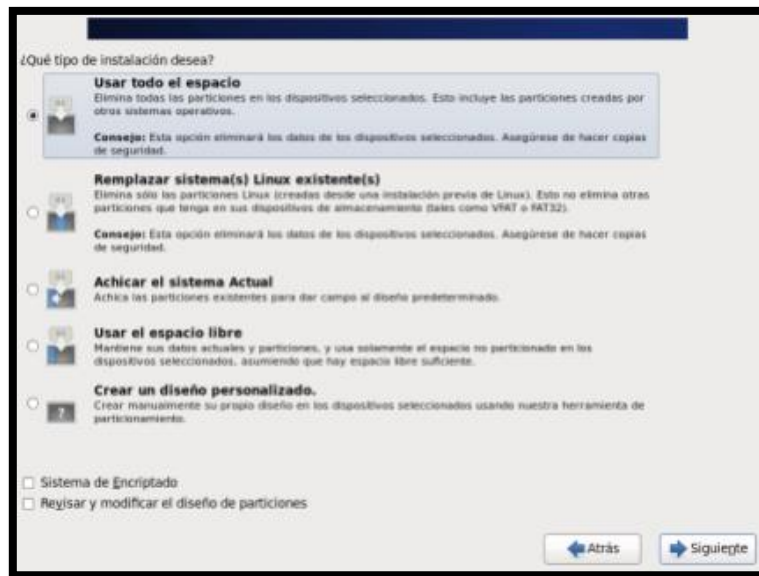 ¿Qué tipo de instalación desea?
Usar todo el espacio
Elimina todas las particiones en los dispositivos seleccionados. Esto incluye las particiones creadas por
otros sistemas operativos.
Consejo: Esta opción eliminará los datos de los dispositivos seleccionados. Asegúrese de hacer copias
de seguridad.
Remplazar sistema(s) Linux existente(s)
Elimina sólo las particiones Linux (creadas desde una instalación previa de Linux). Esto no elimina otras
particiones que tenga en sus dispositivos de almacenamiento (tales como VFAT o FAT32).
Consejo: Esta opción eliminará los datos de los dispositivos seleccionados. Asegúrese de hacer copias
de seguridad.
Achicar el sistema Actual
Achica las particiones existentes para dar campo al diseño predeterminado.
Usar el espacio libre
Mantiene sus datos actuales y particiones, y usa solamente el espacio no particionado en los
dispositivos seleccionados, asumiendo que hay espacio libre suficiente.
Crear un diseño personalizado.
Crear manualmente su propio diseño en los dispositivos seleccionados usando nuestra herramienta de
particionamiento.
Sistema de Encriptado
Revisar y modificar el diseño de particiones
Atrás
Siguiente